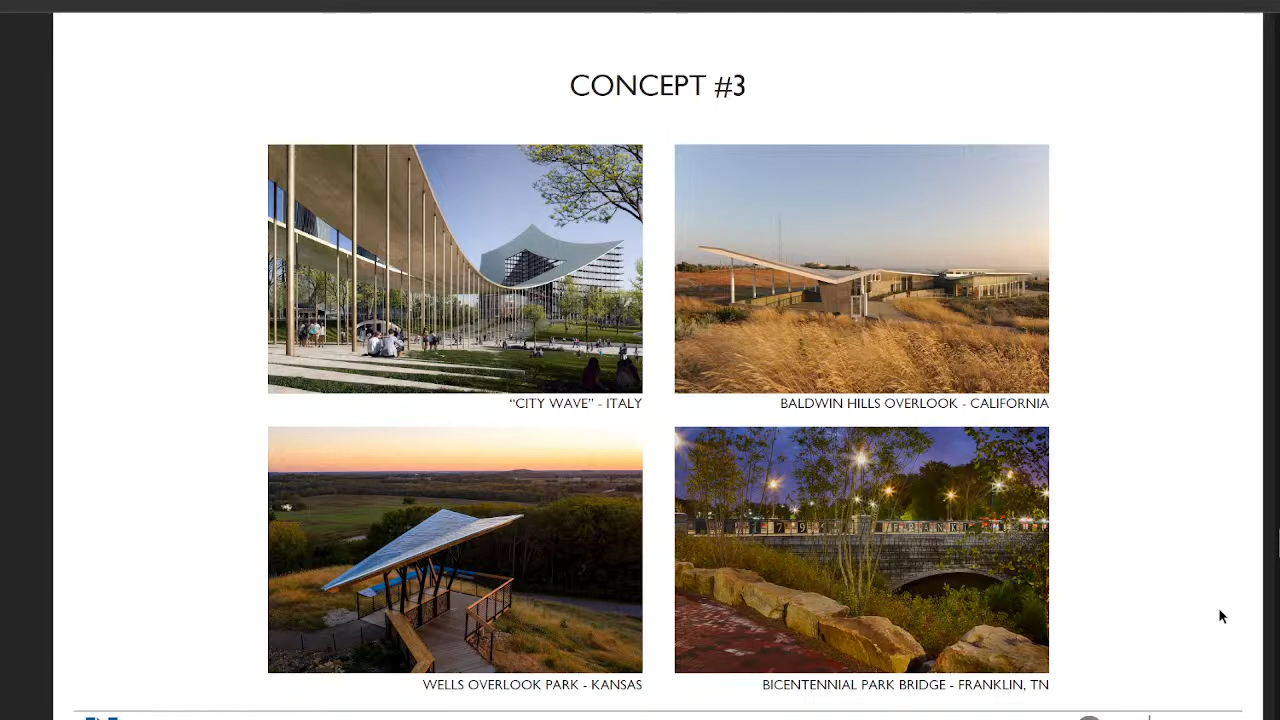 CONCEPT #3
“CITY WAVE” - ITALY
BALDWIN HILLS OVERLOOK - CALIFORNIA
WELLS OVERLOOK PARK - KANSAS
BICENTENNIAL PARK BRIDGE - FRANKLIN, TN